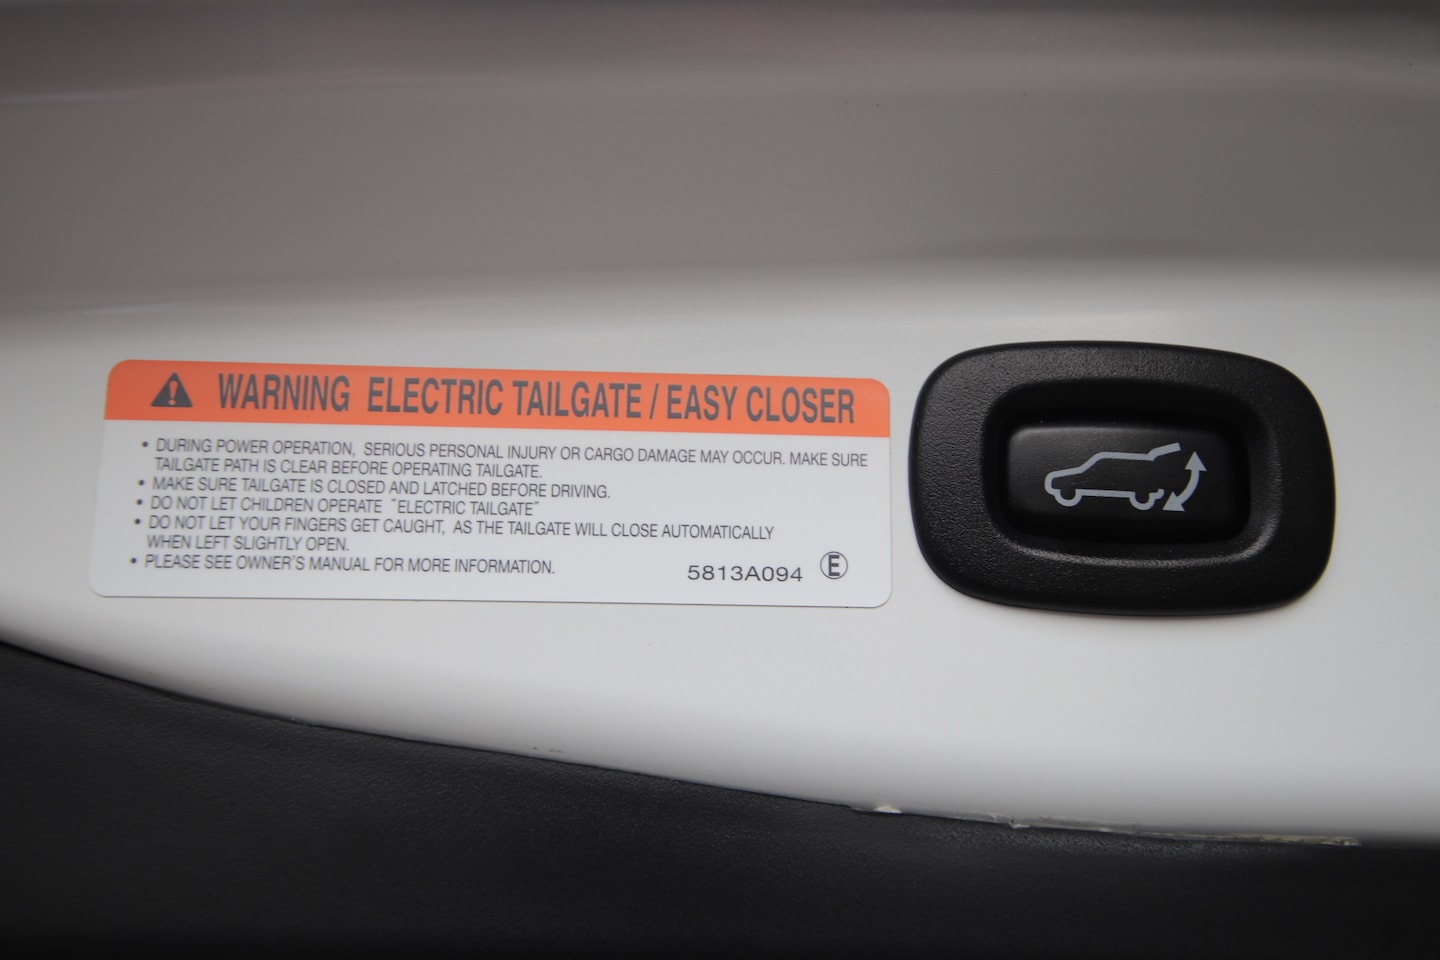 WARNING ELECTRIC TAILGATE / EASY CLOSER
• DURING POWER OPERATION, SERIOUS PERSONAL INJURY OR CARGO DAMAGE MAY OCCUR. MAKE SURE
TAILGATE PATH IS CLEAR BEFORE OPERATING TAILGATE.
• MAKE SURE TAILGATE IS CLOSED AND LATCHED BEFORE DRIVING.
• DO NOT LET CHILDREN OPERATE "ELECTRIC TAILGATE"
• DO NOT LET YOUR FINGERS GET CAUGHT, AS THE TAILGATE WILL CLOSE AUTOMATICALLY
WHEN LEFT SLIGHTLY OPEN.
• PLEASE SEE OWNER'S MANUAL FOR MORE INFORMATION.
5813A094 Ⓔ